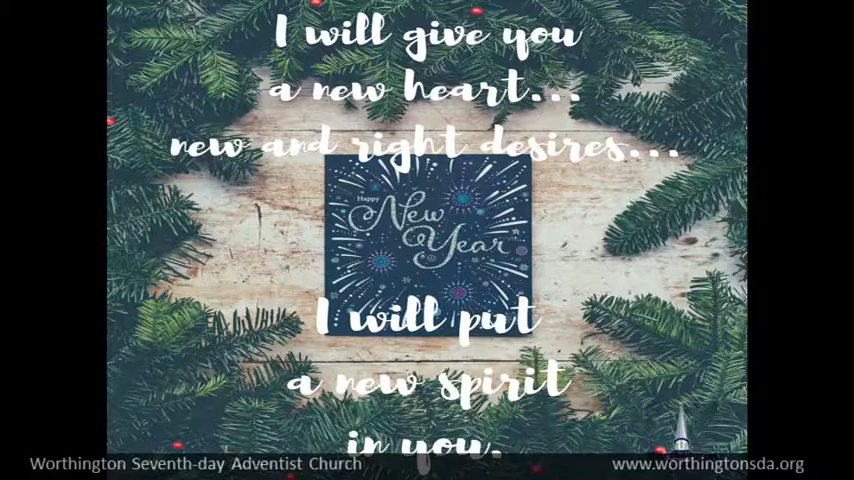 I will give you
a new heart...
new and right desires...
Happy
New
Year
I will put
a new spirit
in you.
Worthington Seventh-day Adventist Church
www.worthingtonsda.org